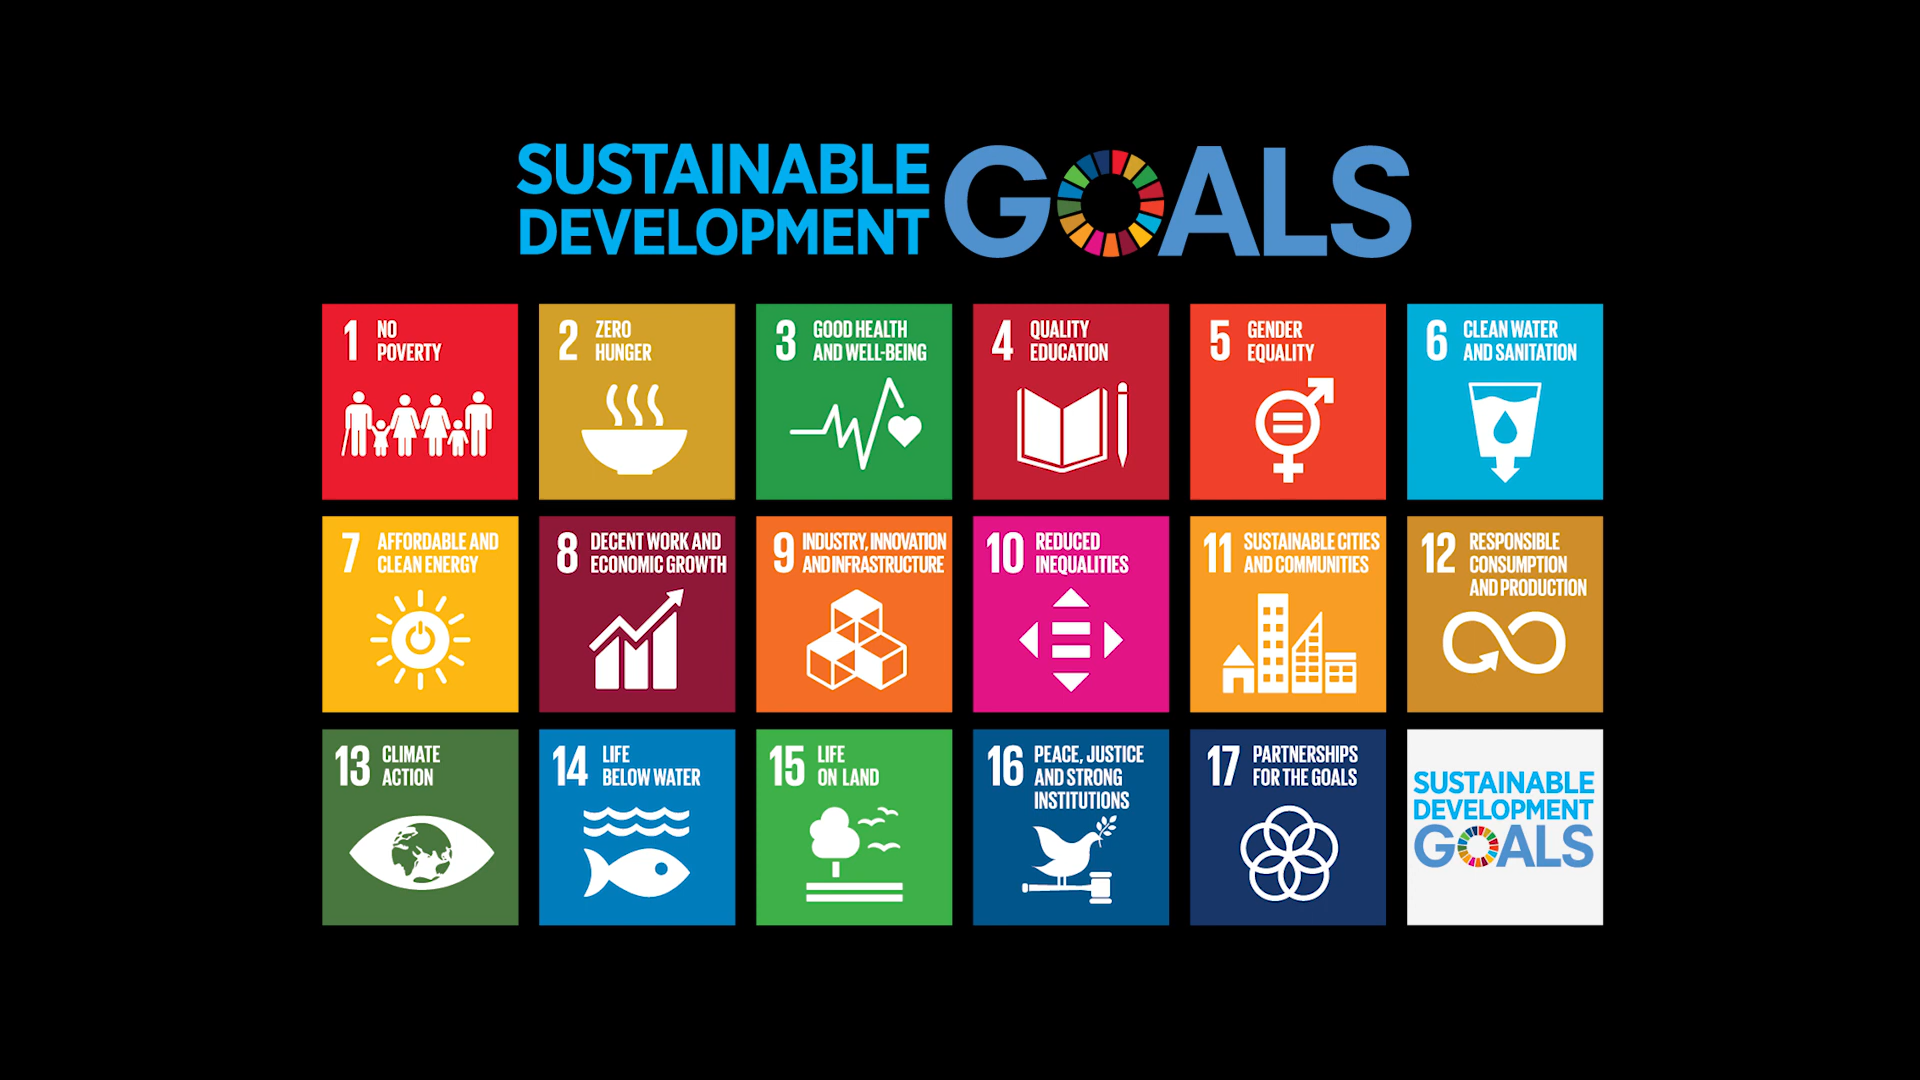 SUSTAINABLE
DEVELOPMENT
GOALS
1 NO
POVERTY
2 ZERO
HUNGER
3 GOOD HEALTH
AND WELL-BEING
4 QUALITY
EDUCATION
5 GENDER
EQUALITY
6 CLEAN WATER
AND SANITATION
7 AFFORDABLE AND
CLEAN ENERGY
8 DECENT WORK AND
ECONOMIC GROWTH
9 INDUSTRY, INNOVATION
AND INFRASTRUCTURE
10 REDUCED
INEQUALITIES
11 SUSTAINABLE CITIES
AND COMMUNITIES
12 RESPONSIBLE
CONSUMPTION
AND PRODUCTION
13 CLIMATE
ACTION
14 LIFE
BELOW WATER
15 LIFE
ON LAND
16 PEACE, JUSTICE
AND STRONG
INSTITUTIONS
17 PARTNERSHIPS
FOR THE GOALS
SUSTAINABLE
DEVELOPMENT
GOALS